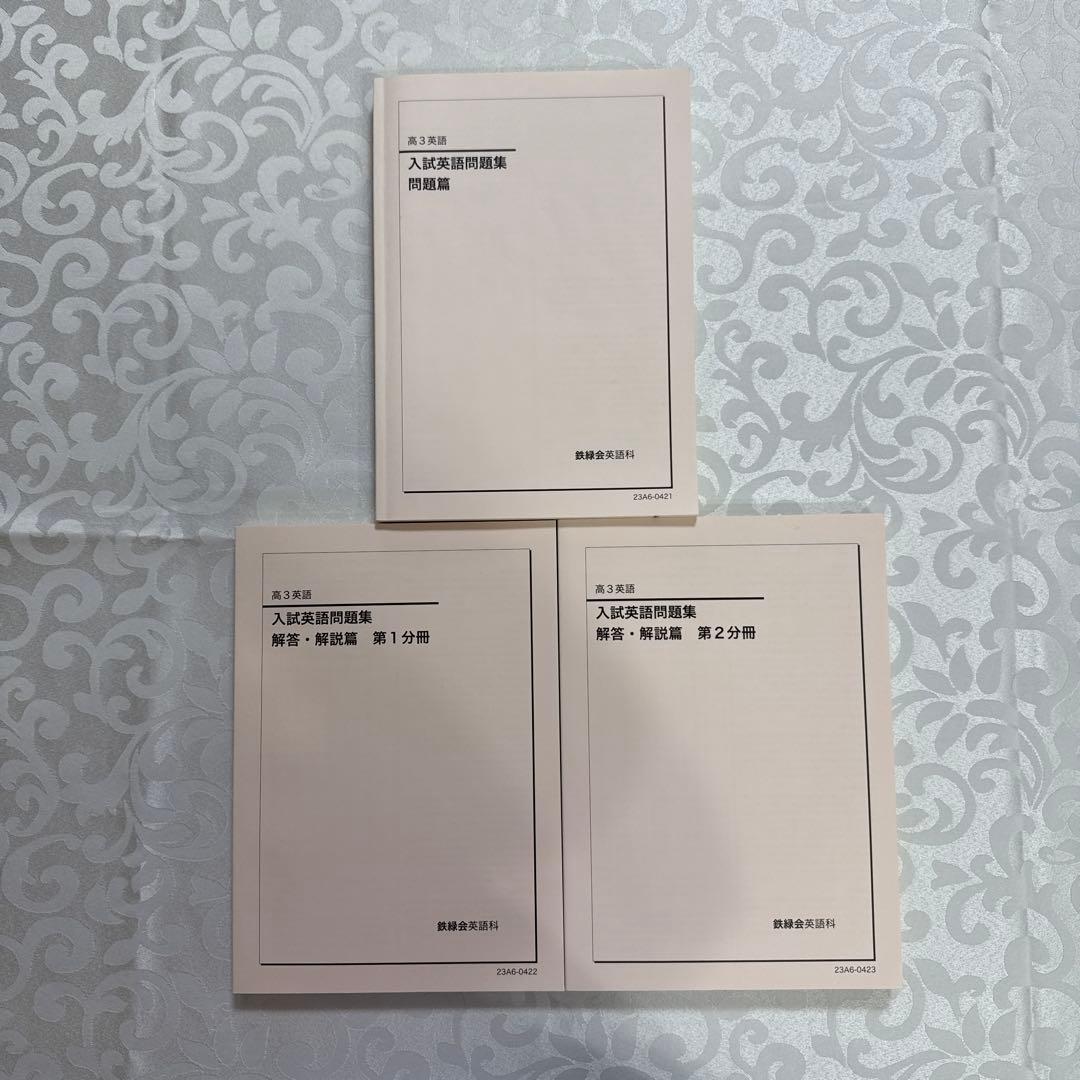 高3英語
入試英語問題集
問題篇
鉄緑会英語科
23A6-0421
高3英語
入試英語問題集
解答・解説篇　第1分冊
鉄緑会英語科
23A6-0422
高3英語
入試英語問題集
解答・解説篇　第2分冊
鉄緑会英語科
23A6-0423